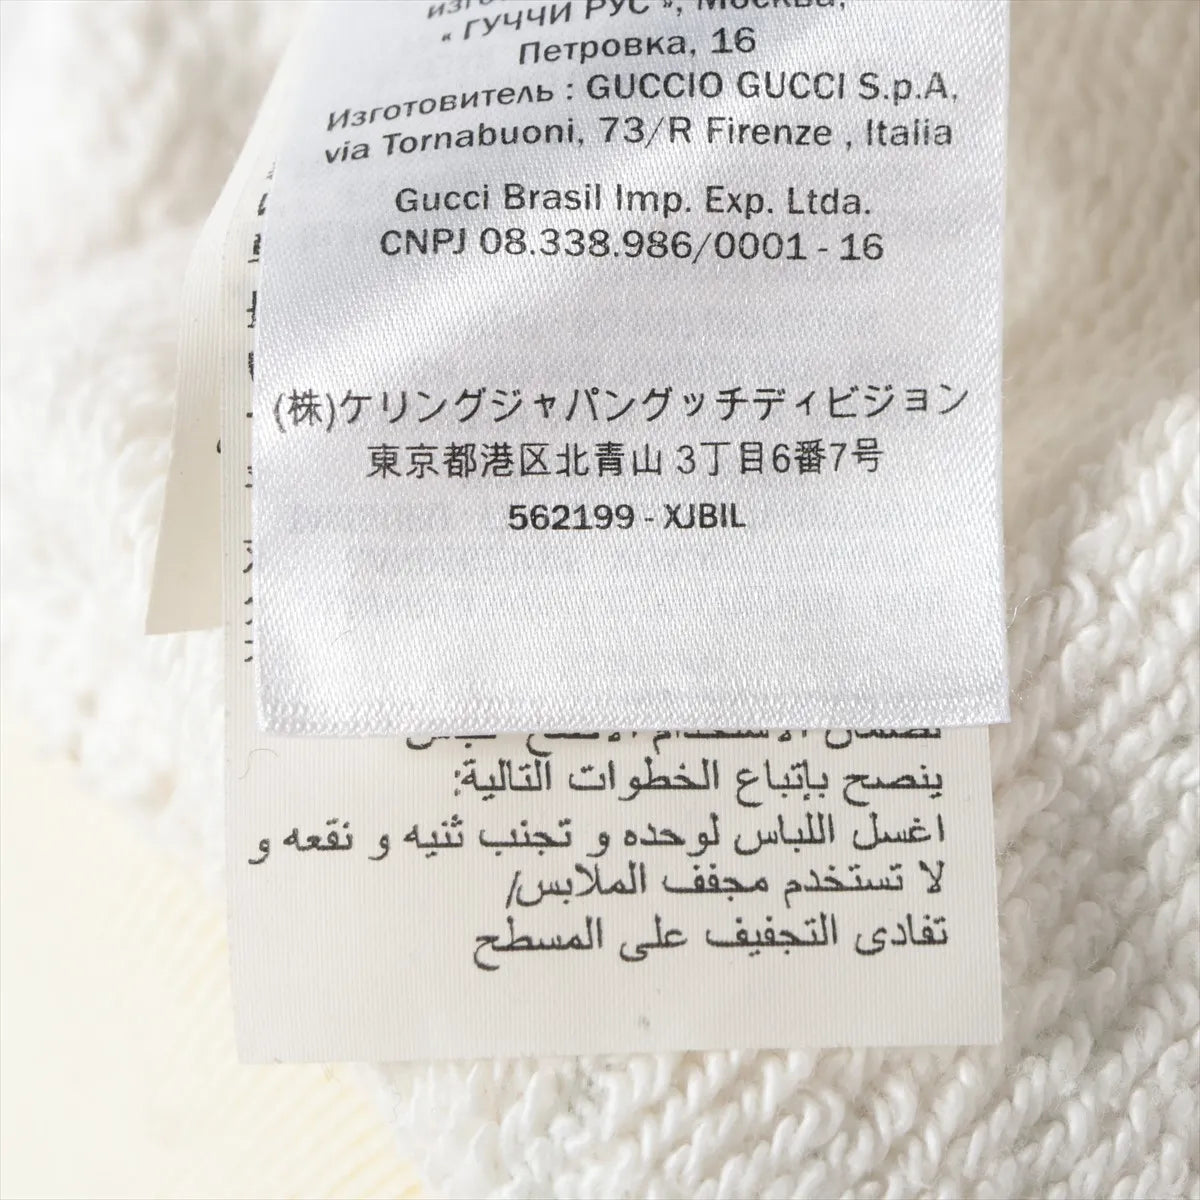 « ГУЧЧИ РУС », Москва,
Петровка, 16
Изготовитель : GUCCIO GUCCI S.p.A,
via Tornabuoni, 73/R Firenze , Italia
Gucci Brasil Imp. Exp. Ltda.
CNPJ 08.338.986/0001 - 16
(株)ケリングジャパングッチディビジョン
東京都港区北青山 3丁目6番7号
562199 - XJBIL
ينصح بإتباع الخطوات التالية:
اغسل اللباس لوحده و تجنب ثنيه و نقعه و
لا تستخدم مجفف الملابس/
تفادى التجفيف على المسطح